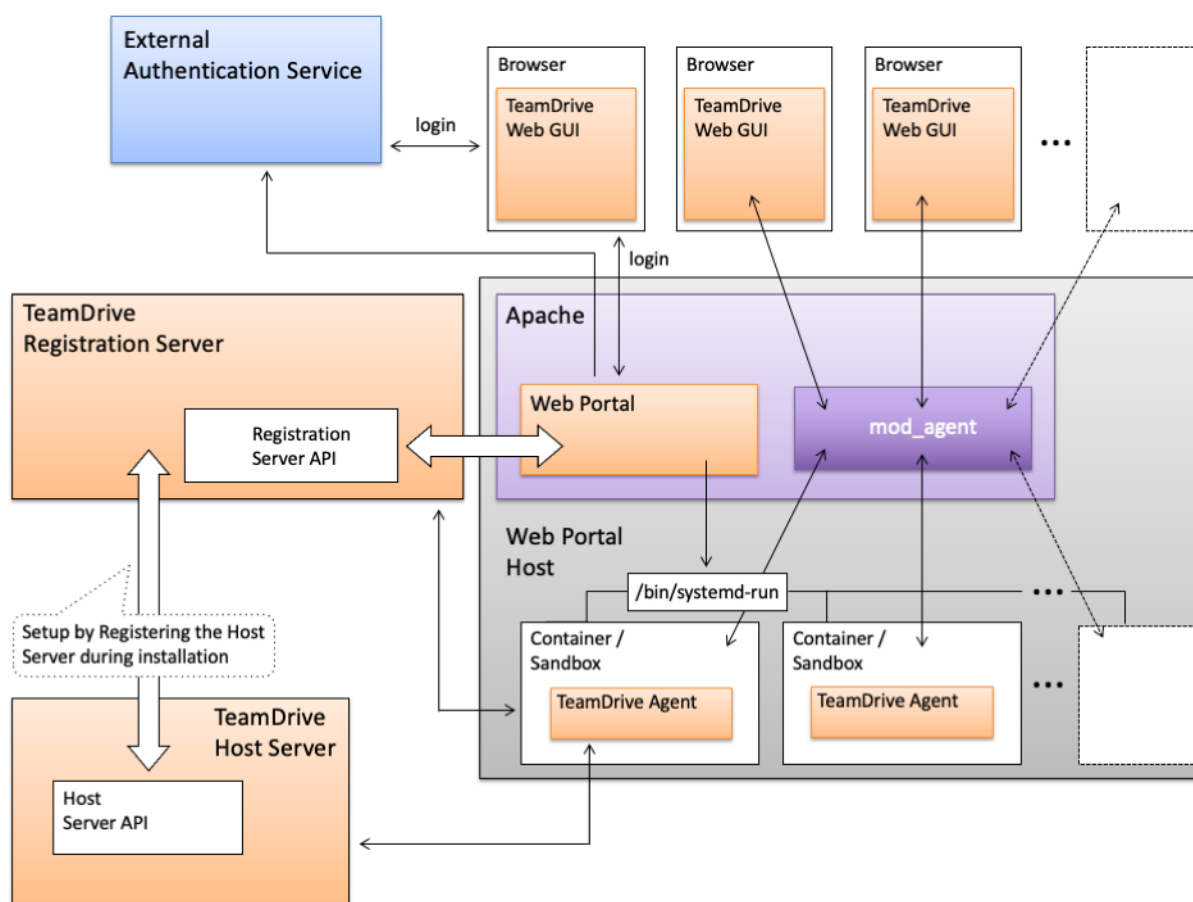 External
Authentication Service
login
Browser
TeamDrive
Web GUI
Browser
TeamDrive
Web GUI
Browser
TeamDrive
Web GUI
...
login
TeamDrive
Registration Server
Registration
Server API
Apache
Web Portal
mod_agent
Web Portal
Host
/bin/systemd-run
...
Setup by Registering the Host
Server during installation
Container /
Sandbox
TeamDrive Agent
Container /
Sandbox
TeamDrive Agent
...
TeamDrive
Host Server
Host
Server API